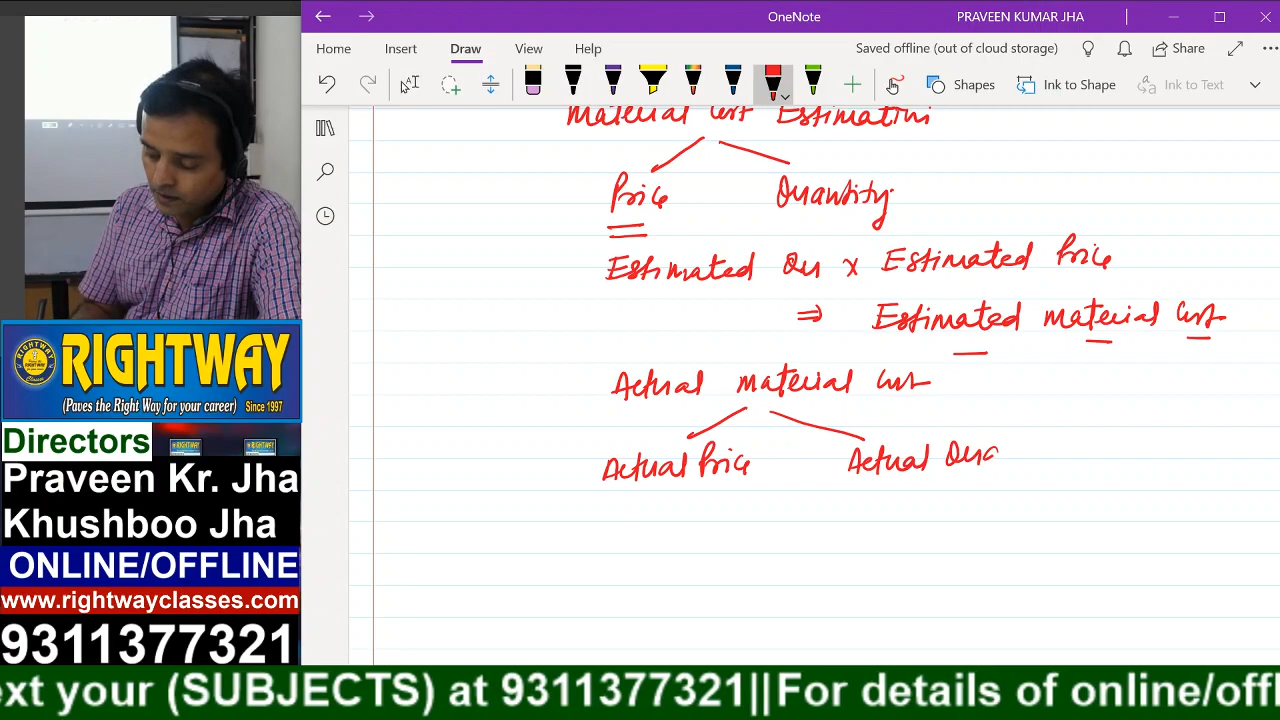 OneNote
PRAVEEN KUMAR JHA
Home Insert Draw View Help
Saved offline (out of cloud storage)
Share
Shapes
Ink to Shape
Ink to Text
Material Cost Estimation
Price Quantity
Estimated Qu x Estimated Price
⇒ Estimated material Cost
Actual material Cost
Actual Price Actual Qua
RIGHTWAY
(Paves the Right Way for your career) Since 1997
Directors
Praveen Kr. Jha
Khushboo Jha
ONLINE/OFFLINE
www.rightwayclasses.com
9311377321
ext your (SUBJECTS) at 9311377321||For details of online/offl